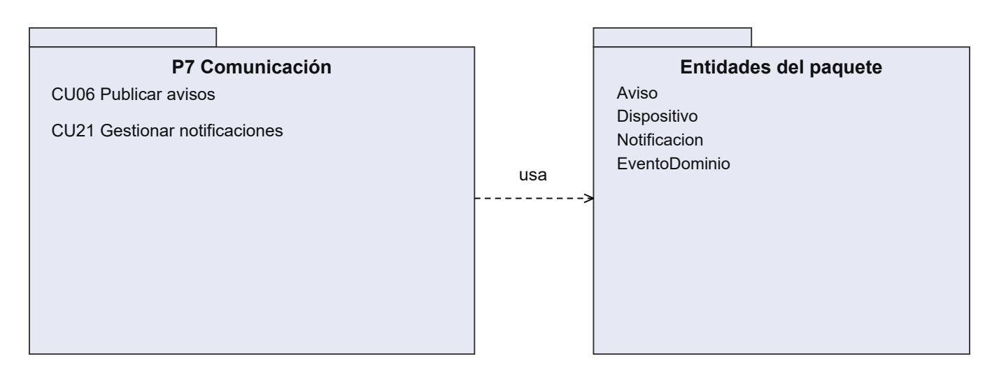 P7 Comunicación
CU06 Publicar avisos
CU21 Gestionar notificaciones
usa
Entidades del paquete
Aviso
Dispositivo
Notificacion
EventoDominio